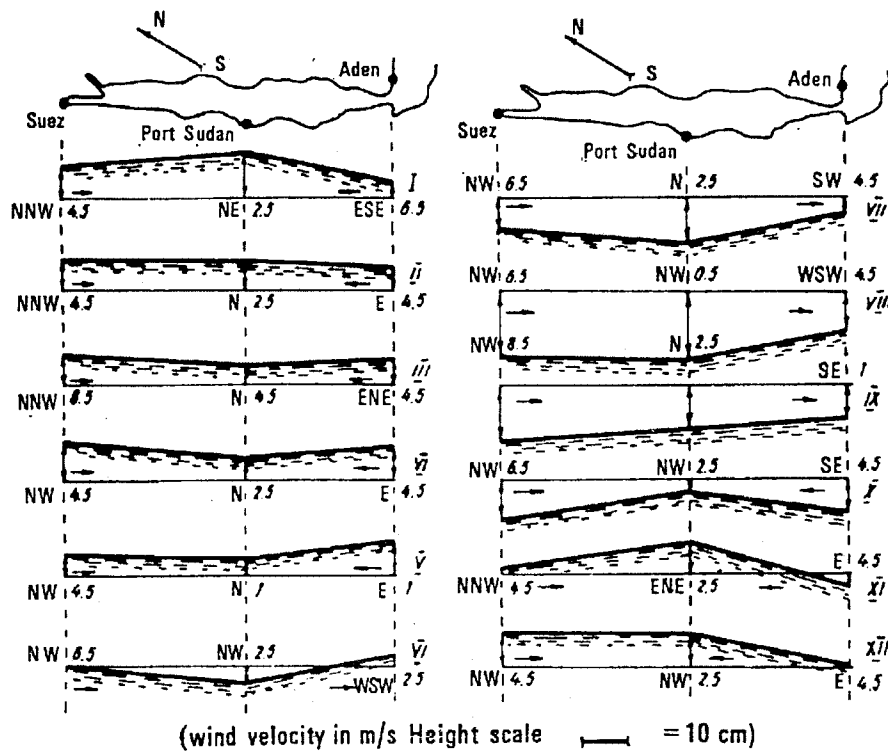 N
S
Aden
Suez
Port Sudan
I
NNW 4.5 NE 2.5 ESE 6.5
II
NNW 4.5 N 2.5 E 4.5
III
NNW 8.5 N 4.5 ENE 4.5
VI
NW 4.5 N 2.5 E 4.5
V
NW 4.5 N 1 E 1
NW 8.5 NW 2.5 VI
WSW 2.5
N
S
Aden
Suez
Port Sudan
NW 6.5 N 2.5 SW 4.5
VII
NW 6.5 NW 0.5 WSW 4.5
VIII
NW 8.5 N 2.5
SE 1
IX
NW 6.5 NW 2.5 SE 4.5
X
E 4.5
NNW 4.5 ENE 2.5 XI
XII
NW 4.5 NW 2.5 E 4.5
(wind velocity in m/s Height scale = 10 cm)